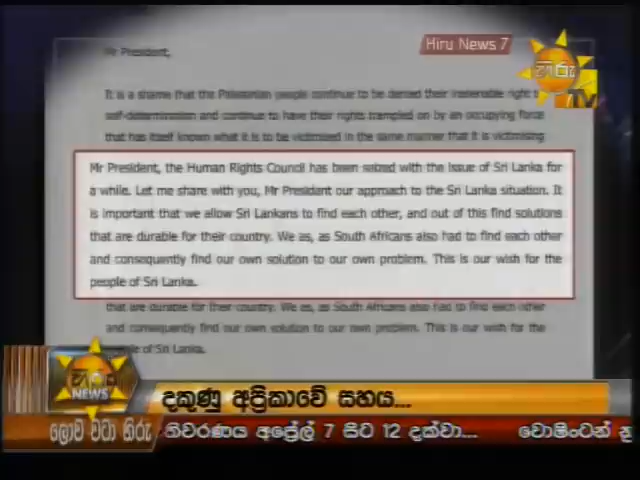 Hiru News 7
හිරු
TV
Mr President,
It is a shame that the Palestinian people continue to be denied their inalienable right
self-determination and continue to have their rights trampled on by an occupying force
that has itself known what it is to be victimised in the same manner that it is victimising
Mr President, the Human Rights Council has been seized with the issue of Sri Lanka for
a while. Let me share with you, Mr President our approach to the Sri Lanka situation. It
is important that we allow Sri Lankans to find each other, and out of this find solutions
that are durable for their country. We as, as South Africans also had to find each other
and consequently find our own solution to our own problem. This is our wish for the
people of Sri Lanka.
that are durable for their country. We as, as South Africans also had to find each other
and consequently find our own solution to our own problem. This is our wish for the
of Sri Lanka.
හිරු
NEWS
දකුණු අප්‍රිකාවේ සහය...
ලොව වටා හිරු
තිවරණය අප්‍රේල් 7 සිට 12 දක්වා... වොෂින්ටන්